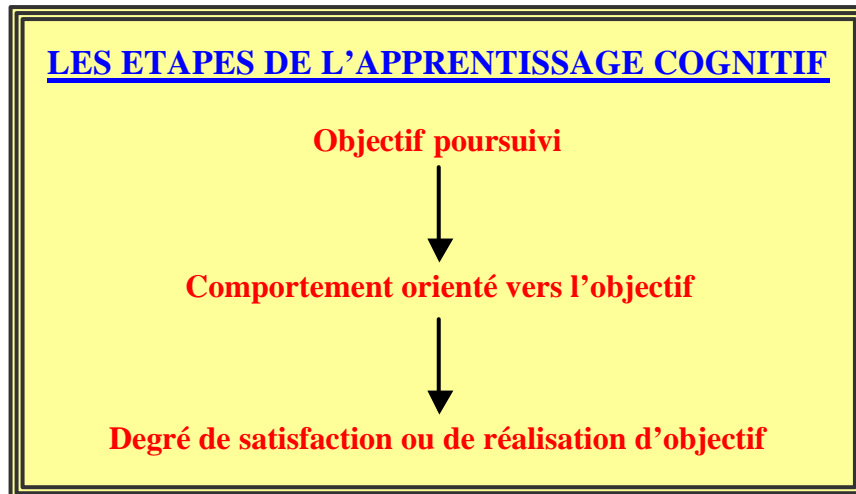 LES ETAPES DE L’APPRENTISSAGE COGNITIF
Objectif poursuivi
Comportement orienté vers l’objectif
Degré de satisfaction ou de réalisation d’objectif